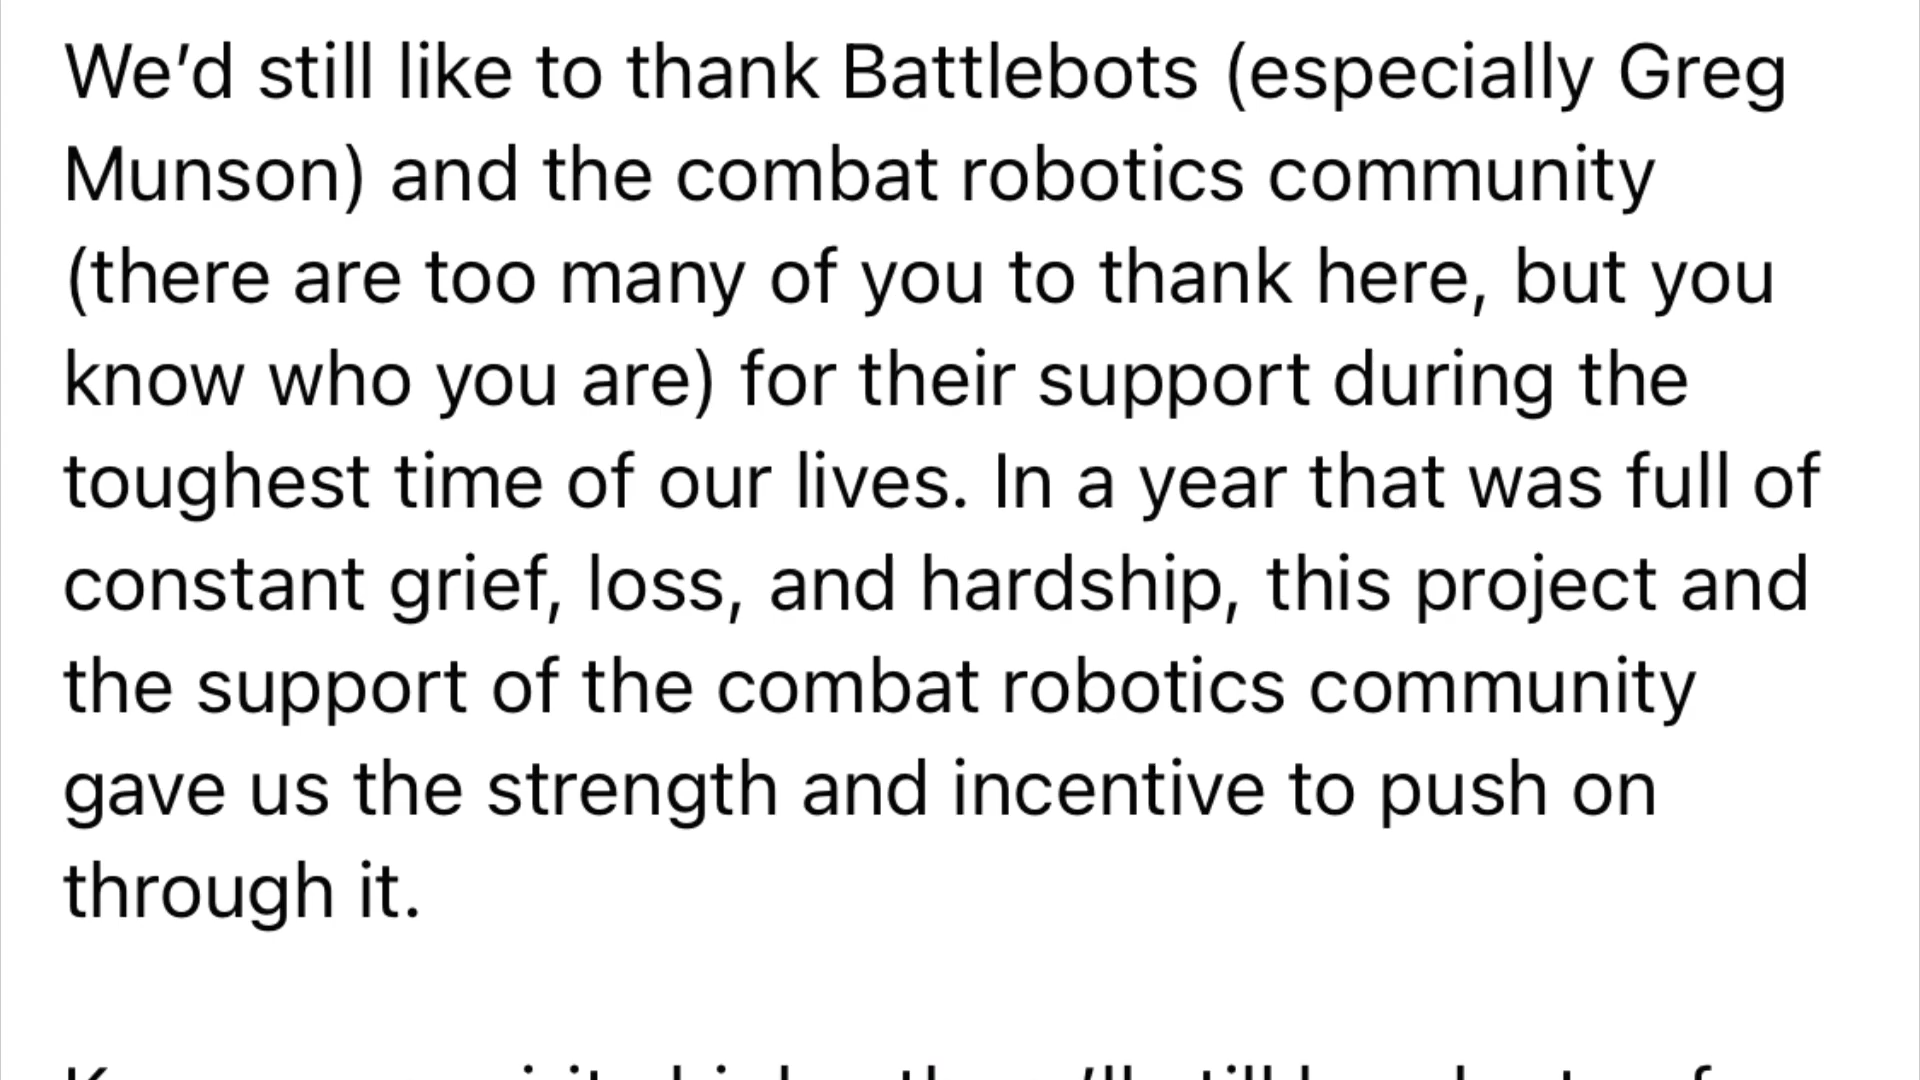 We’d still like to thank Battlebots (especially Greg
Munson) and the combat robotics community
(there are too many of you to thank here, but you
know who you are) for their support during the
toughest time of our lives. In a year that was full of
constant grief, loss, and hardship, this project and
the support of the combat robotics community
gave us the strength and incentive to push on
through it.